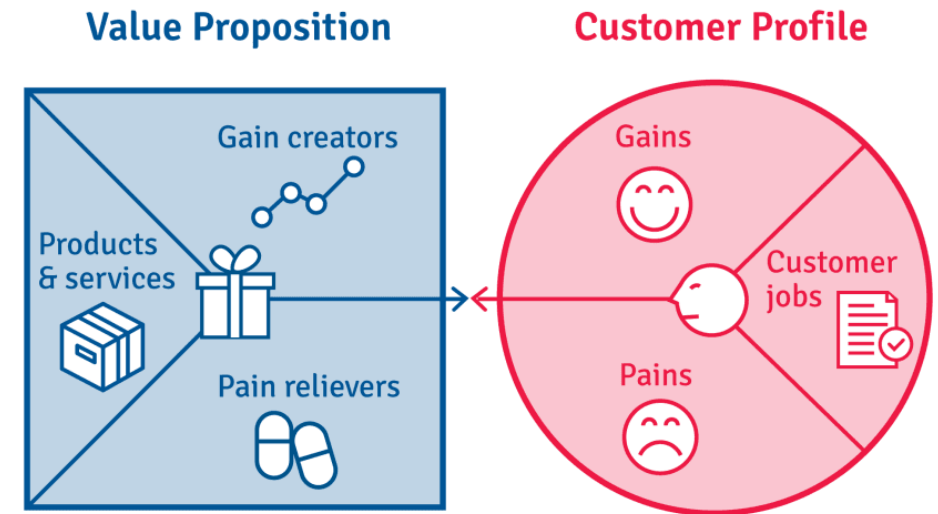 Value Proposition
Customer Profile
Gain creators
Products
& services
Pain relievers
Gains
Customer
jobs
Pains